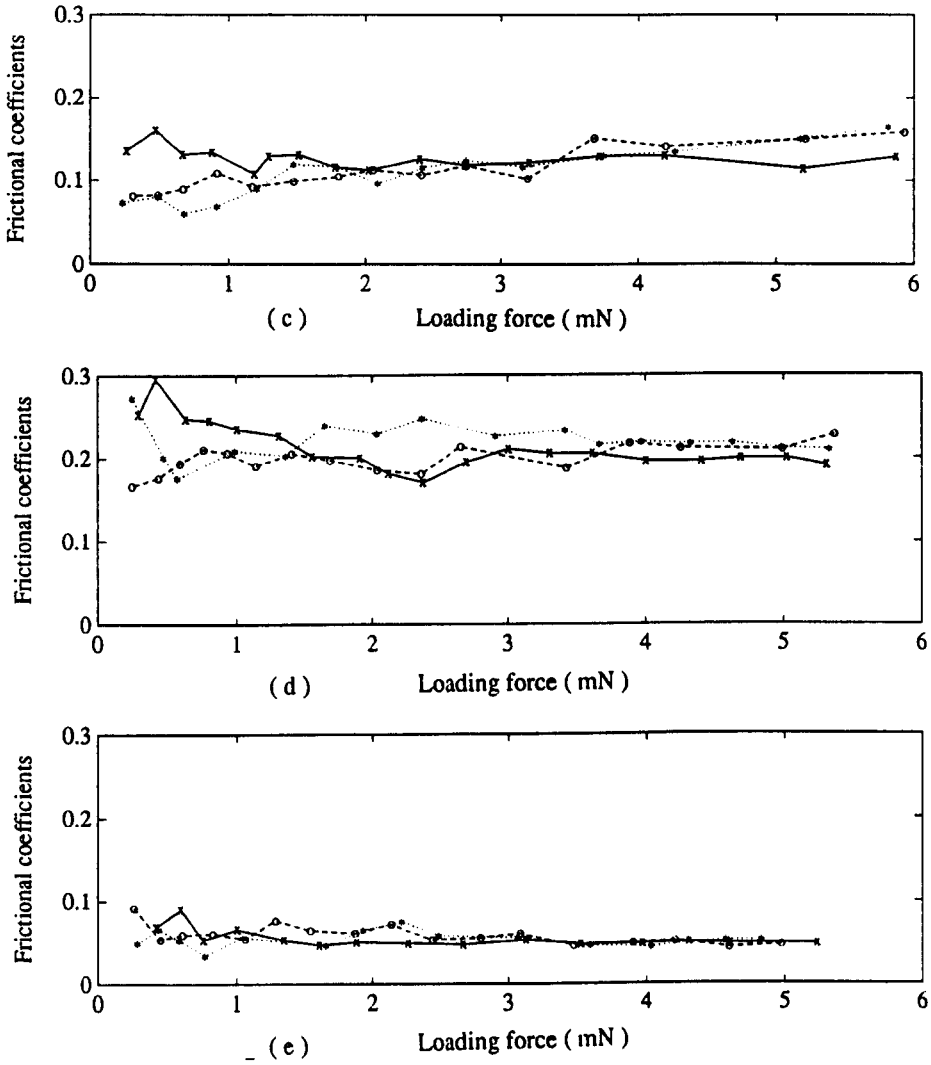 0.3
0.2
0.1
0
Frictional coefficients
0 1 2 3 4 5 6
( c ) Loading force ( mN )
0.3
0.2
0.1
0
Frictional coefficients
0 1 2 3 4 5 6
( d ) Loading force ( mN )
0.3
0.2
0.1
0
Frictional coefficients
0 1 2 3 4 5 6
( e ) Loading force ( mN )